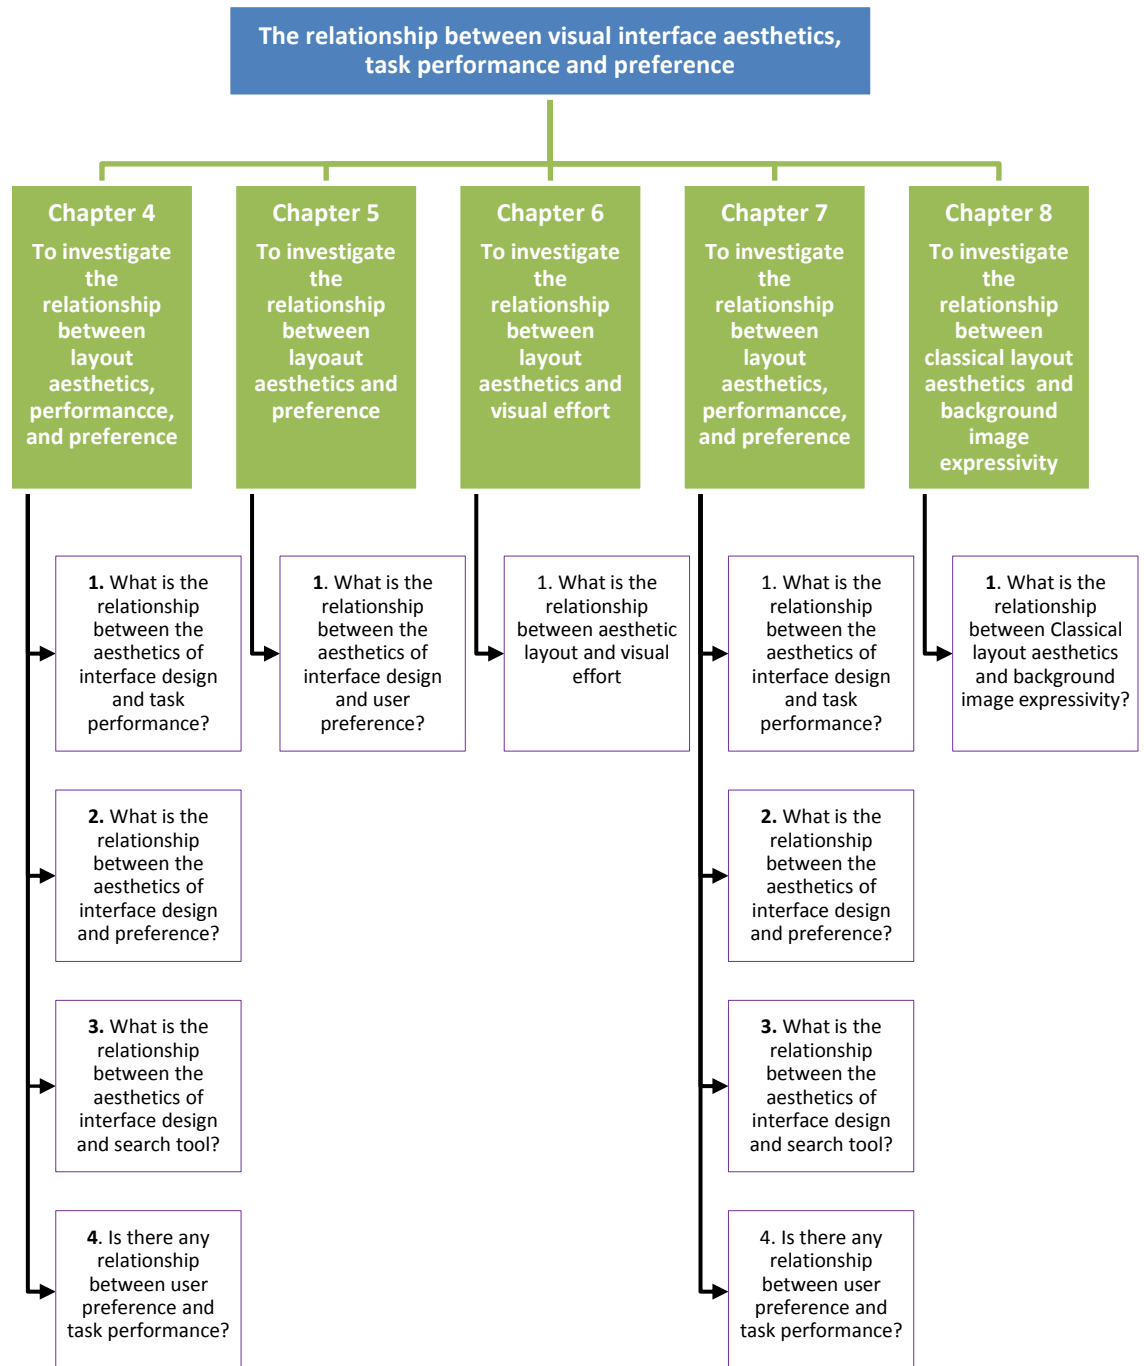 The relationship between visual interface aesthetics,
task performance and preference
Chapter 4
To investigate
the
relationship
between
layout
aesthetics,
performancce,
and preference
Chapter 5
To investigate
the
relationship
between
layoaut
aesthetics and
preference
Chapter 6
To investigate
the
relationship
between
layout
aesthetics and
visual effort
Chapter 7
To investigate
the
relationship
between
layout
aesthetics,
performancce,
and preference
Chapter 8
To investigate
the
relationship
between
classical layout
aesthetics and
background
image
expressivity
1. What is the
relationship
between the
aesthetics of
interface design
and task
performance?
2. What is the
relationship
between the
aesthetics of
interface design
and preference?
3. What is the
relationship
between the
aesthetics of
interface design
and search tool?
4. Is there any
relationship
between user
preference and
task performance?
1. What is the
relationship
between the
aesthetics of
interface design
and user
preference?
1. What is the
relationship
between aesthetic
layout and visual
effort
1. What is the
relationship
between the
aesthetics of
interface design
and task
performance?
2. What is the
relationship
between the
aesthetics of
interface design
and preference?
3. What is the
relationship
between the
aesthetics of
interface design
and search tool?
4. Is there any
relationship
between user
preference and
task performance?
1. What is the
relationship
between Classical
layout aesthetics
and background
image expressivity?